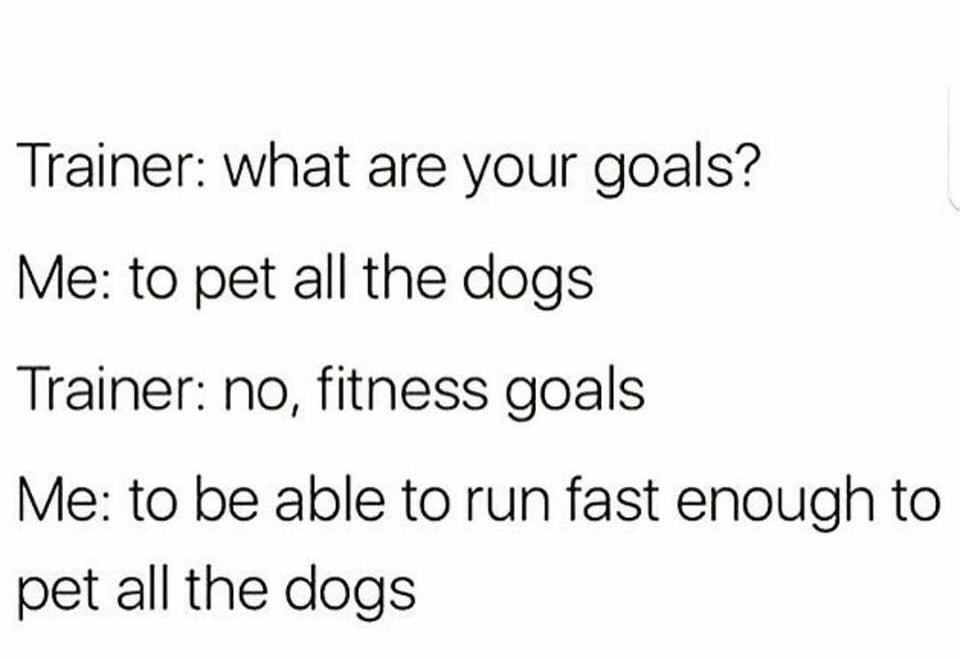 Trainer: what are your goals?
Me: to pet all the dogs
Trainer: no, fitness goals
Me: to be able to run fast enough to
pet all the dogs